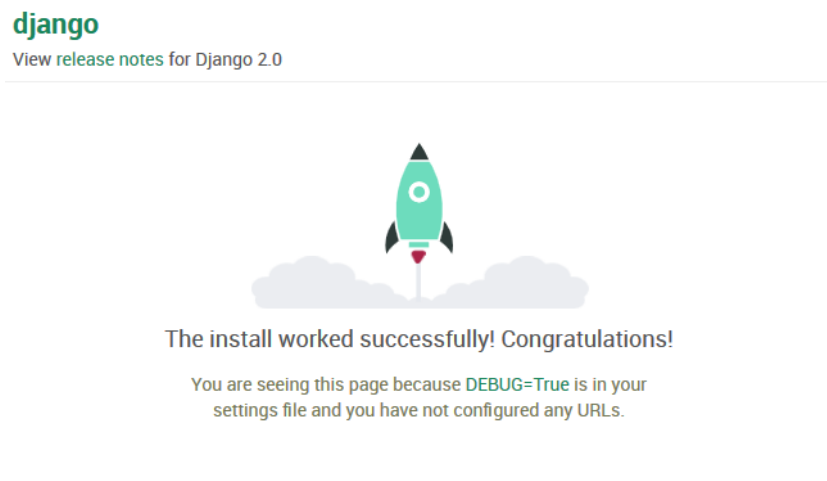 django
View release notes for Django 2.0
The install worked successfully! Congratulations!
You are seeing this page because DEBUG=True is in your
settings file and you have not configured any URLs.